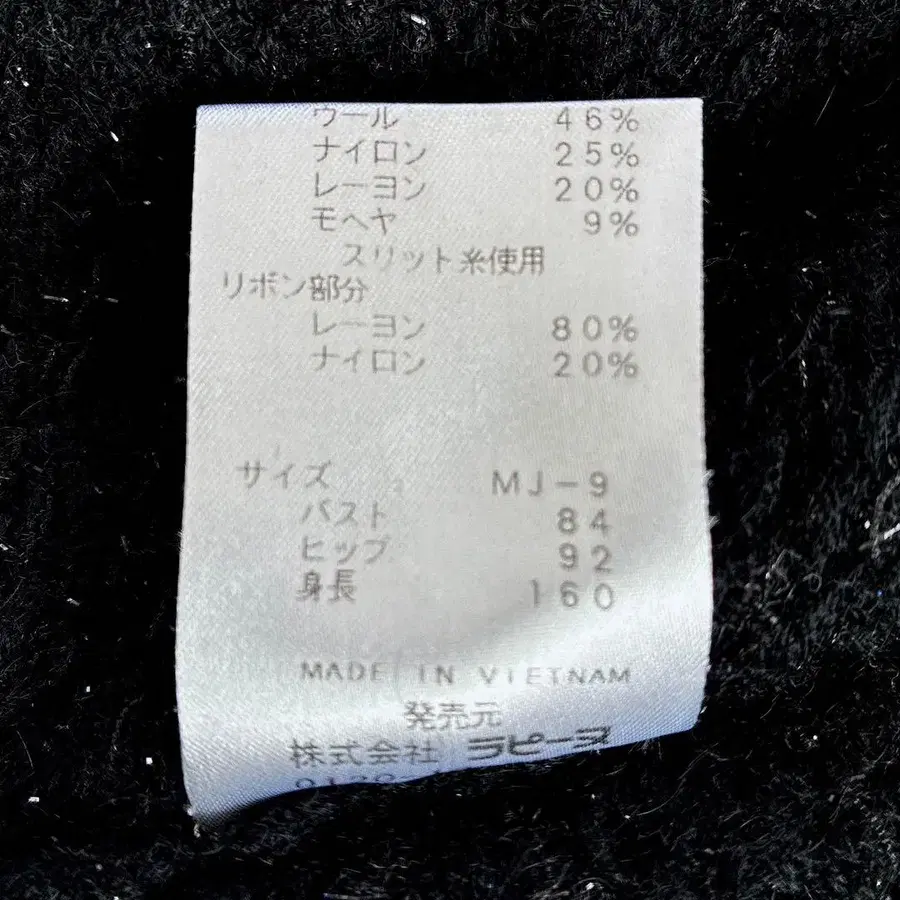 ウール 46%
ナイロン 25%
レーヨン 20%
モヘヤ 9%
スリット糸使用
リボン部分
レーヨン 80%
ナイロン 20%
サイズ MJ-9
バスト 84
ヒップ 92
身長 160
MADE IN VIETNAM
発売元
株式会社 ラピーヌ